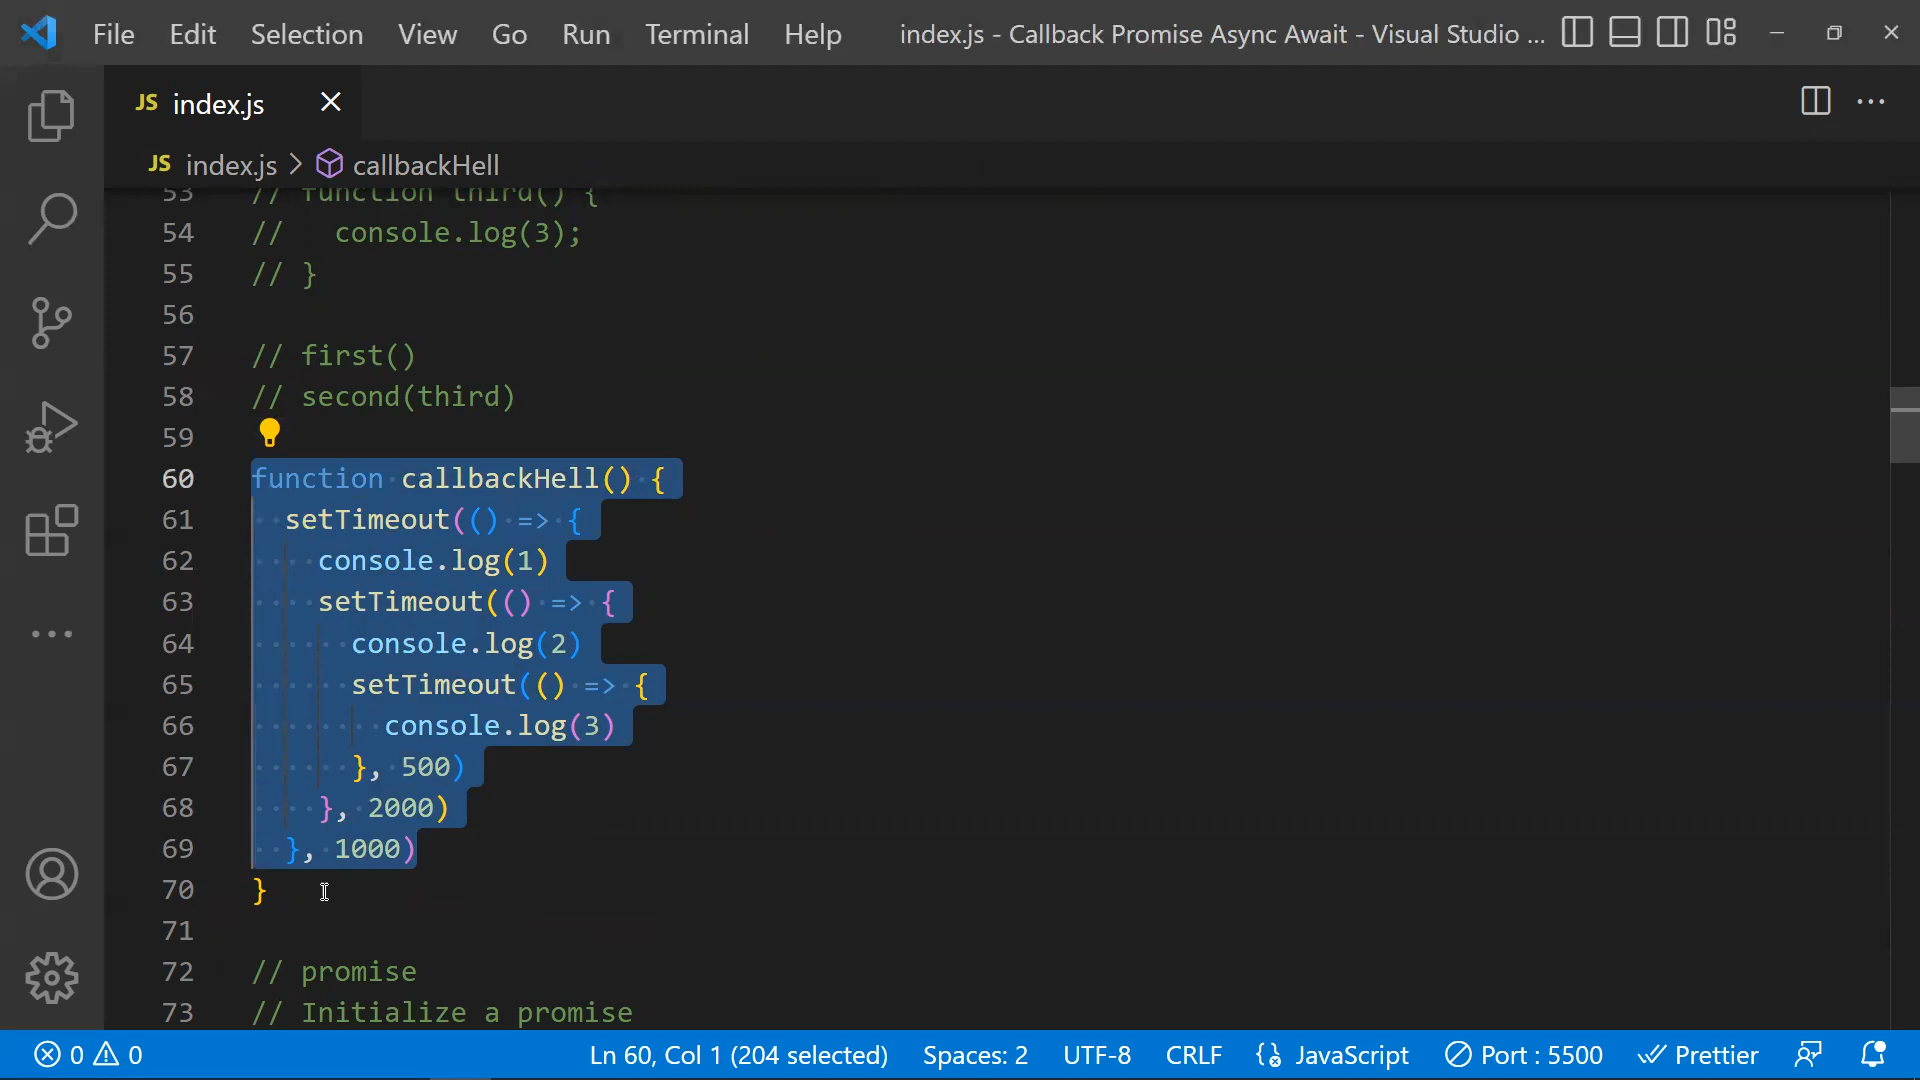 File Edit Selection View Go Run Terminal Help index.js - Callback Promise Async Await - Visual Studio ...
JS index.js
JS index.js > callbackHell
53 // function third() {
54 //   console.log(3);
55 // }
56
57 // first()
58 // second(third)
59
60 function callbackHell() {
61   setTimeout(() => {
62     console.log(1)
63     setTimeout(() => {
64       console.log(2)
65       setTimeout(() => {
66         console.log(3)
67       }, 500)
68     }, 2000)
69   }, 1000)
70 }
71
72 // promise
73 // Initialize a promise
0 0 Ln 60, Col 1 (204 selected) Spaces: 2 UTF-8 CRLF JavaScript Port : 5500 Prettier